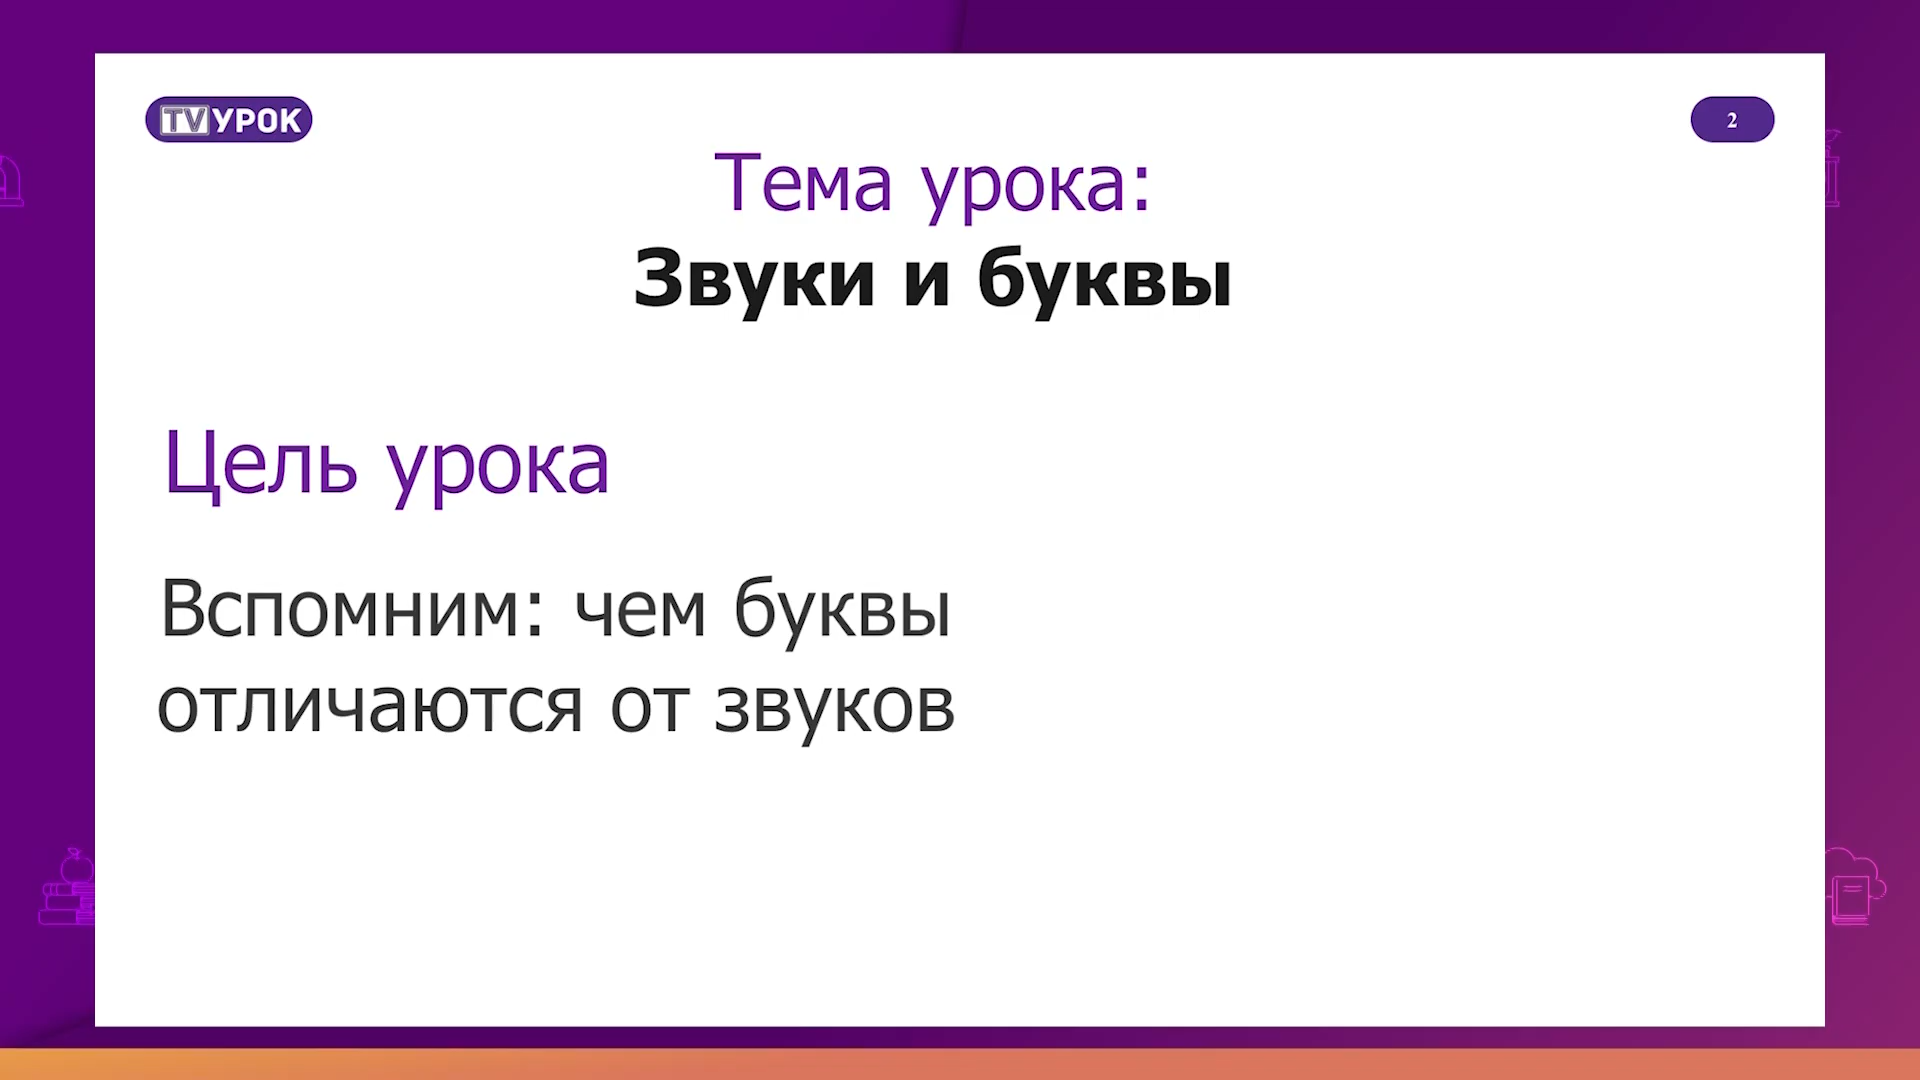 TVУРОК
2
Тема урока:
Звуки и буквы
Цель урока
Вспомним: чем буквы
отличаются от звуков